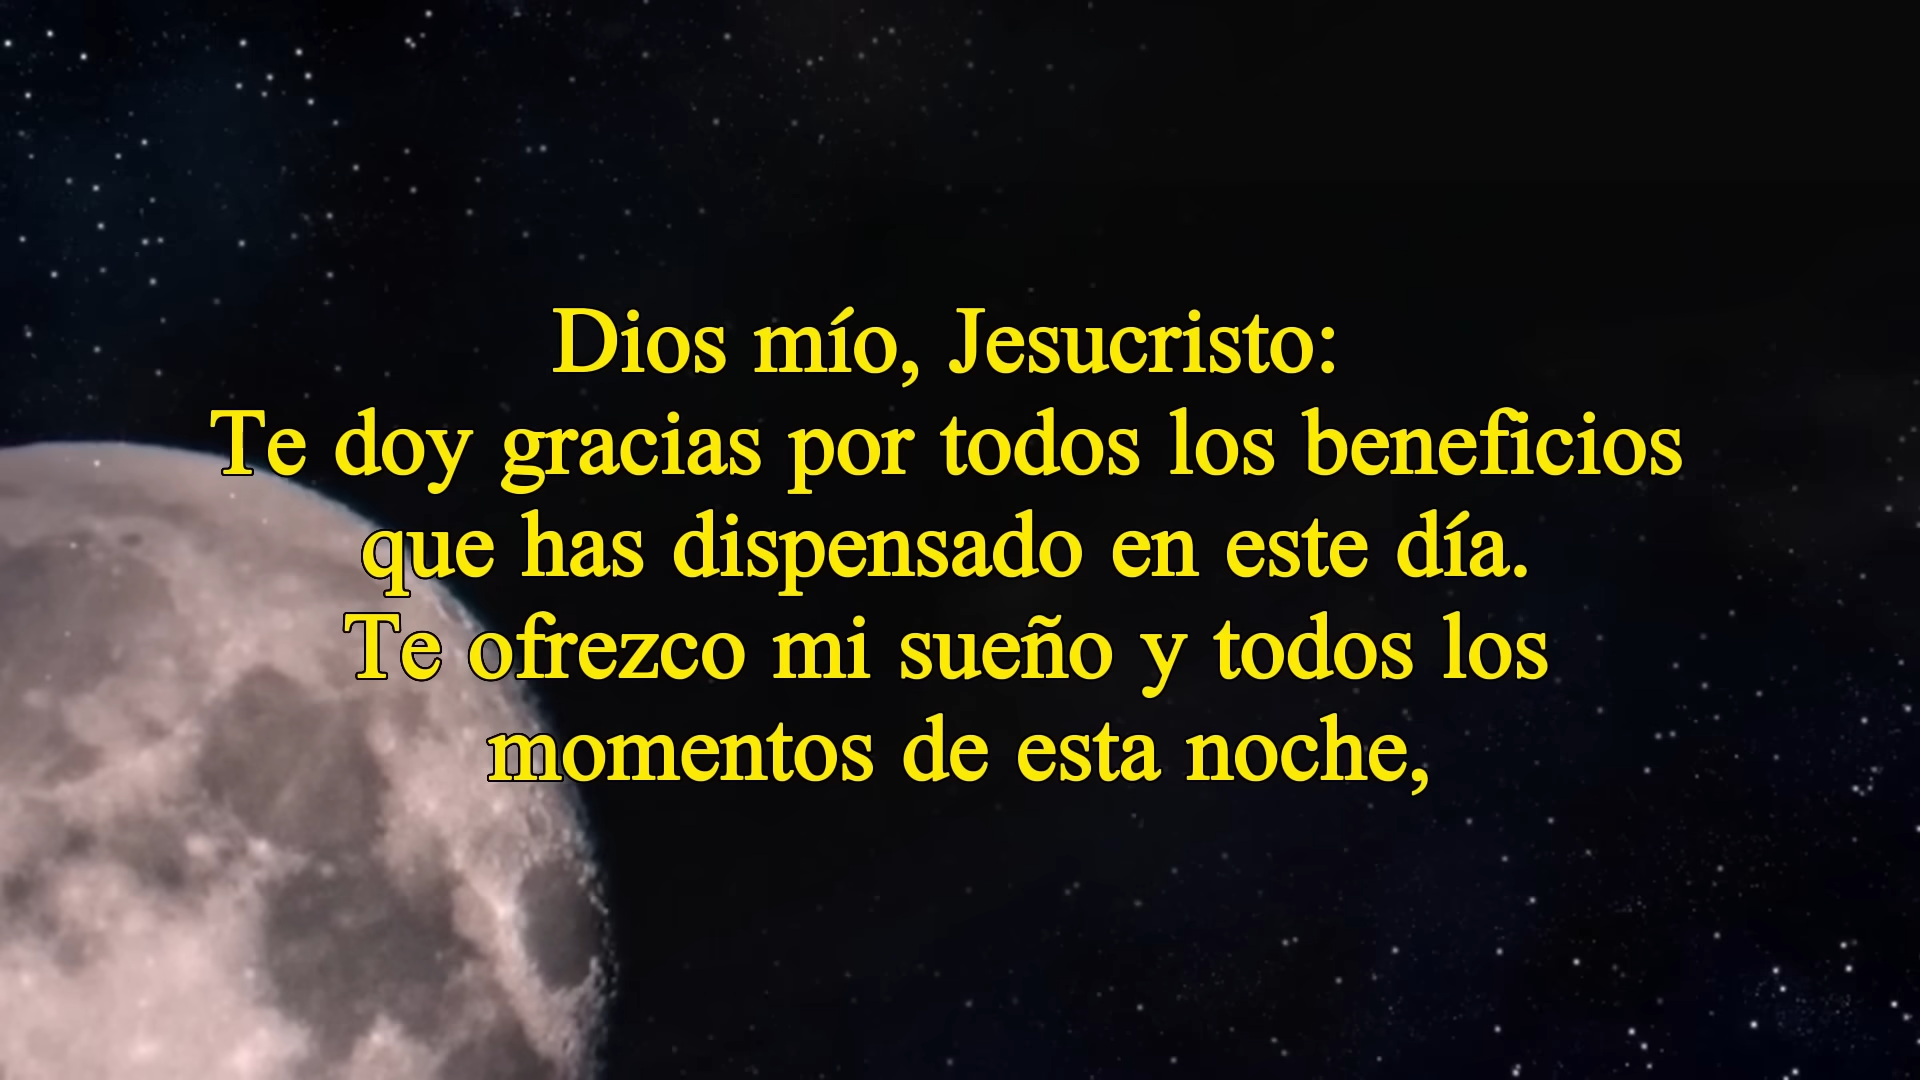 Dios mío, Jesucristo:
Te doy gracias por todos los beneficios
que has dispensado en este día.
Te ofrezco mi sueño y todos los
momentos de esta noche,